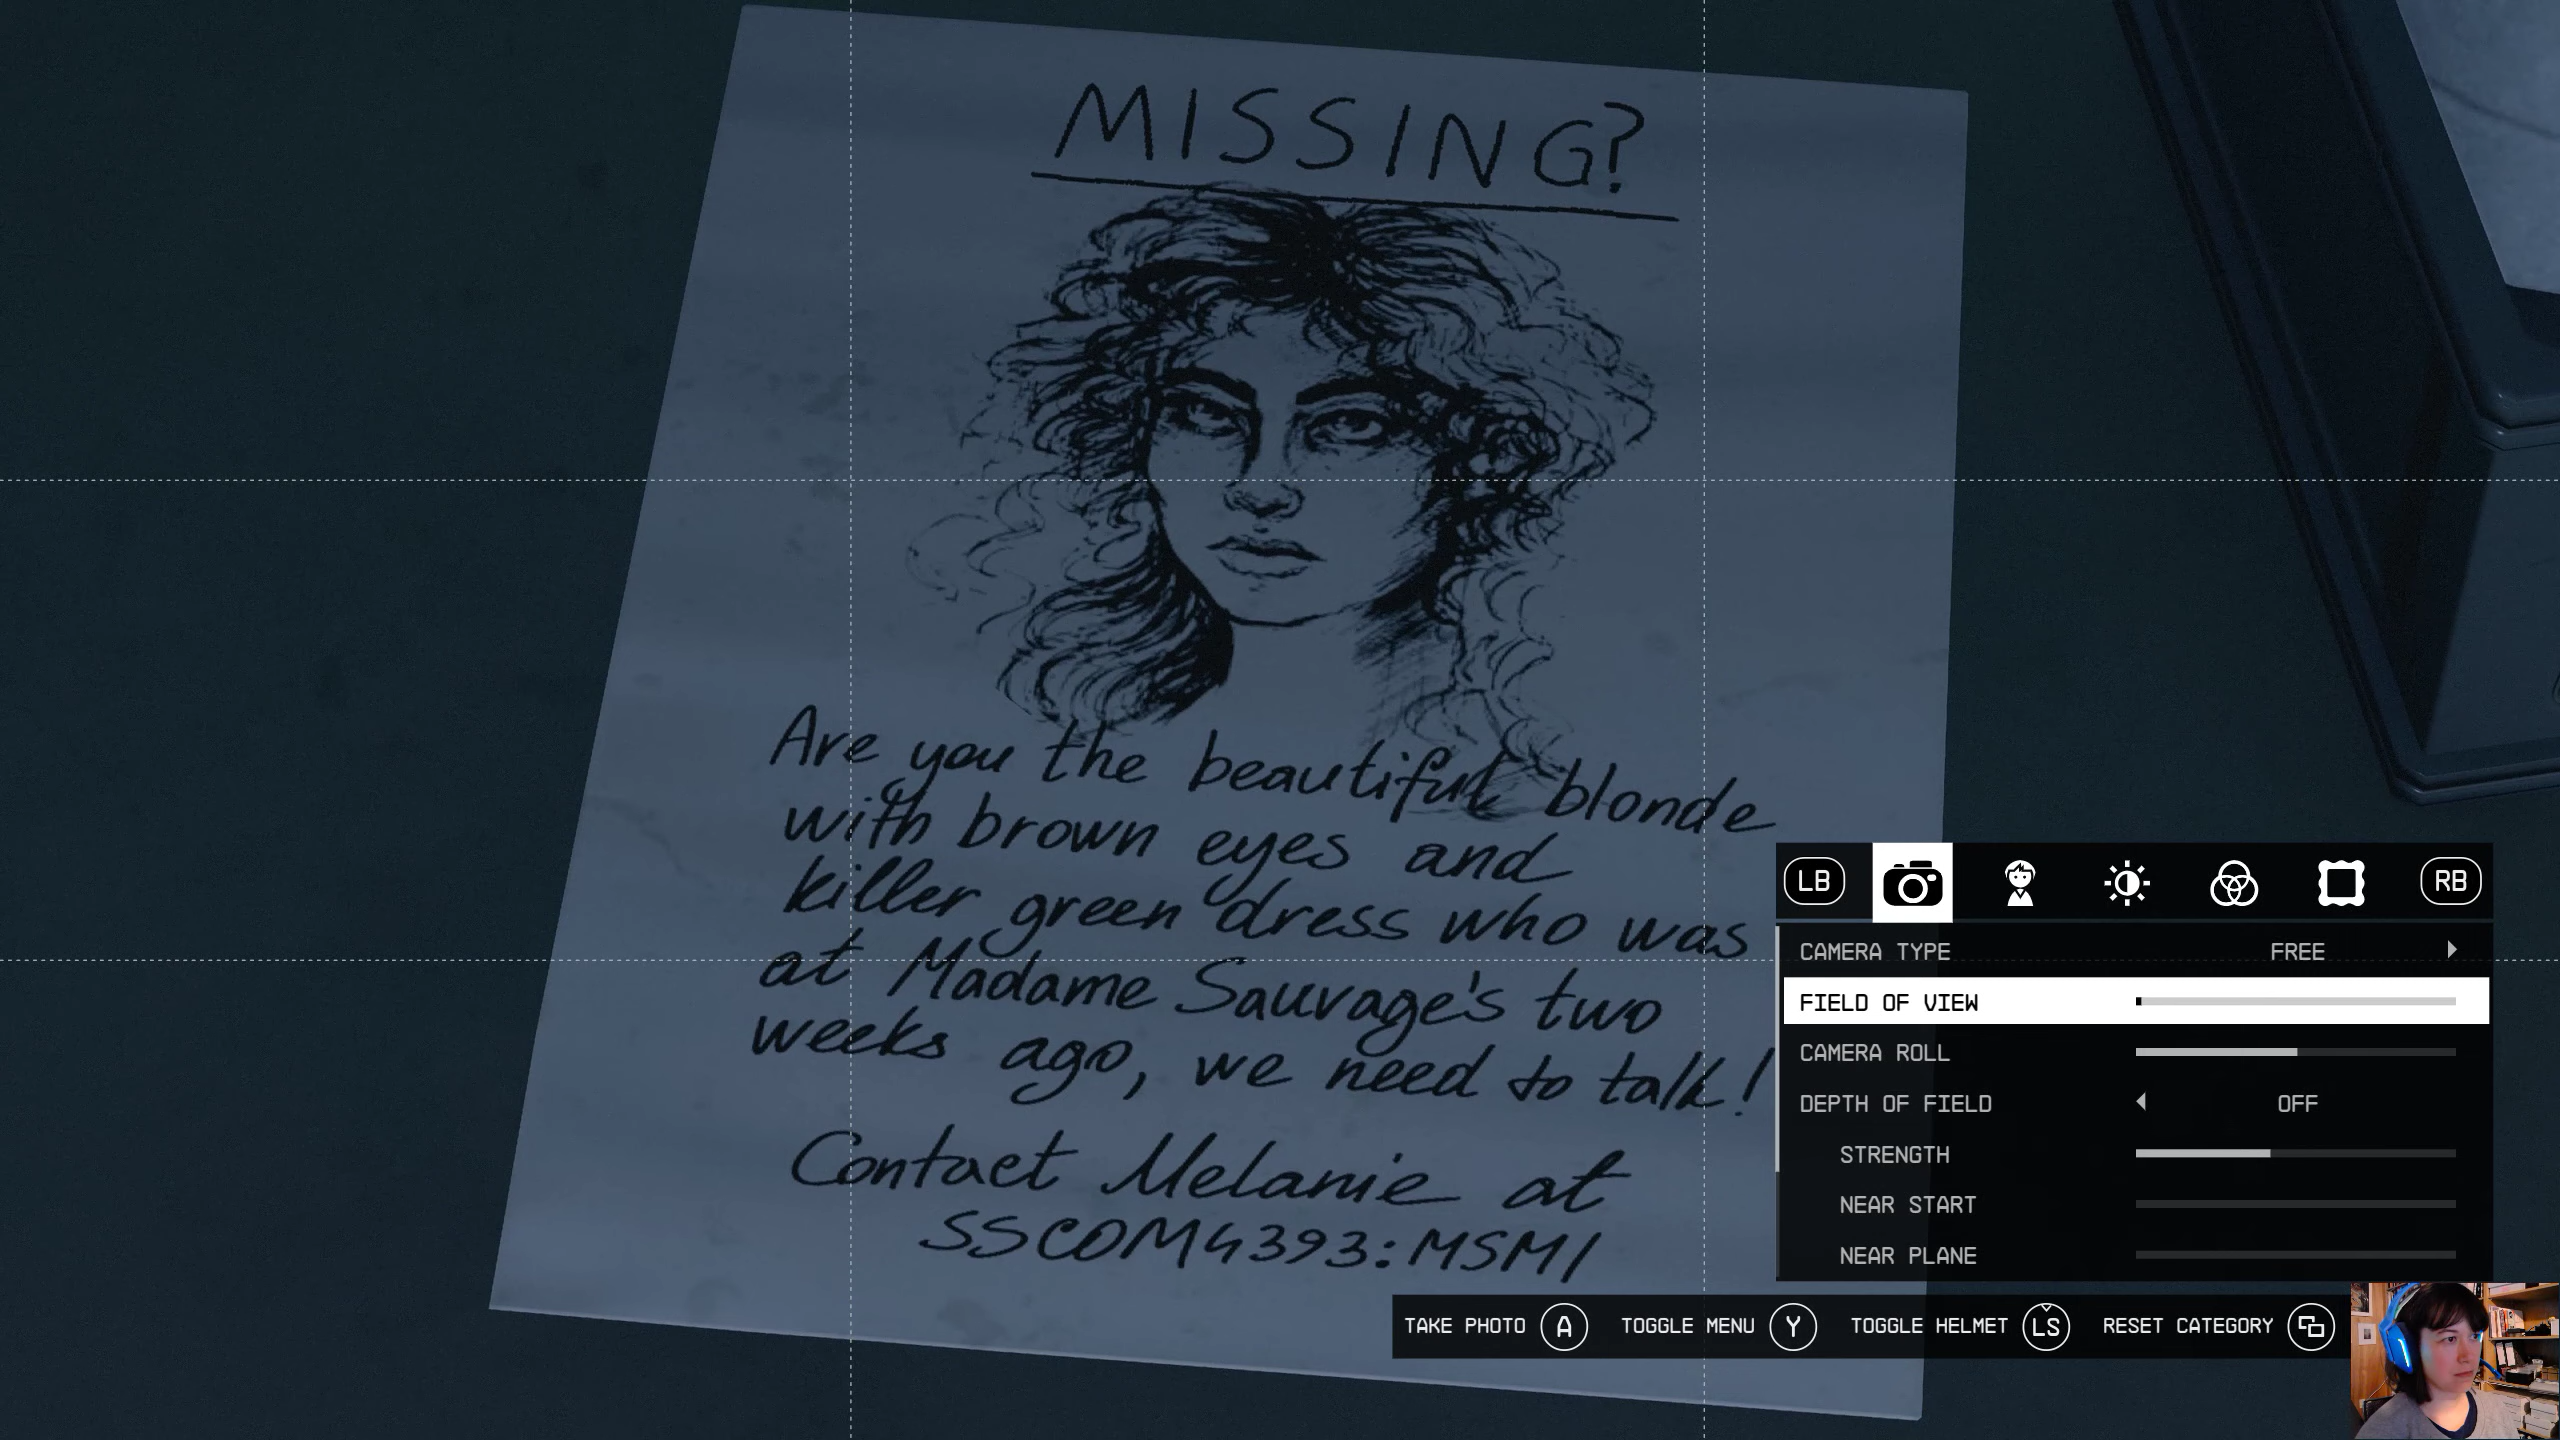 MISSING?
Are you the beautiful blonde
with brown eyes and
killer green dress who was
at Madame Sauvage's two
weeks ago, we need to talk!
Contact Melanie at
SSCOM4393:MSM1
LB
RB
CAMERA TYPE FREE
FIELD OF VIEW
CAMERA ROLL
DEPTH OF FIELD OFF
STRENGTH
NEAR START
NEAR PLANE
TAKE PHOTO A TOGGLE MENU Y TOGGLE HELMET LS RESET CATEGORY